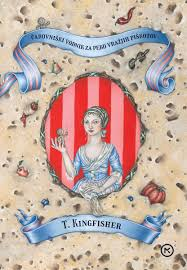 ČAROVNIŠKI VODNIK ZA PEKO VRAŽJIH PIŠKOTOV
T. KINGFISHER